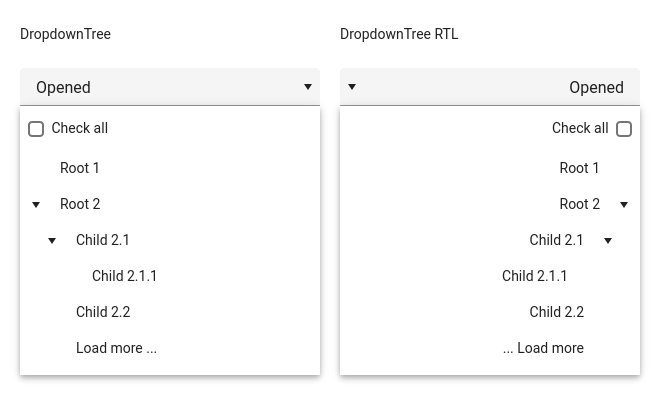 DropdownTree
Opened
Check all
Root 1
Root 2
Child 2.1
Child 2.1.1
Child 2.2
Load more ...
DropdownTree RTL
Opened
Check all
Root 1
Root 2
Child 2.1
Child 2.1.1
Child 2.2
... Load more